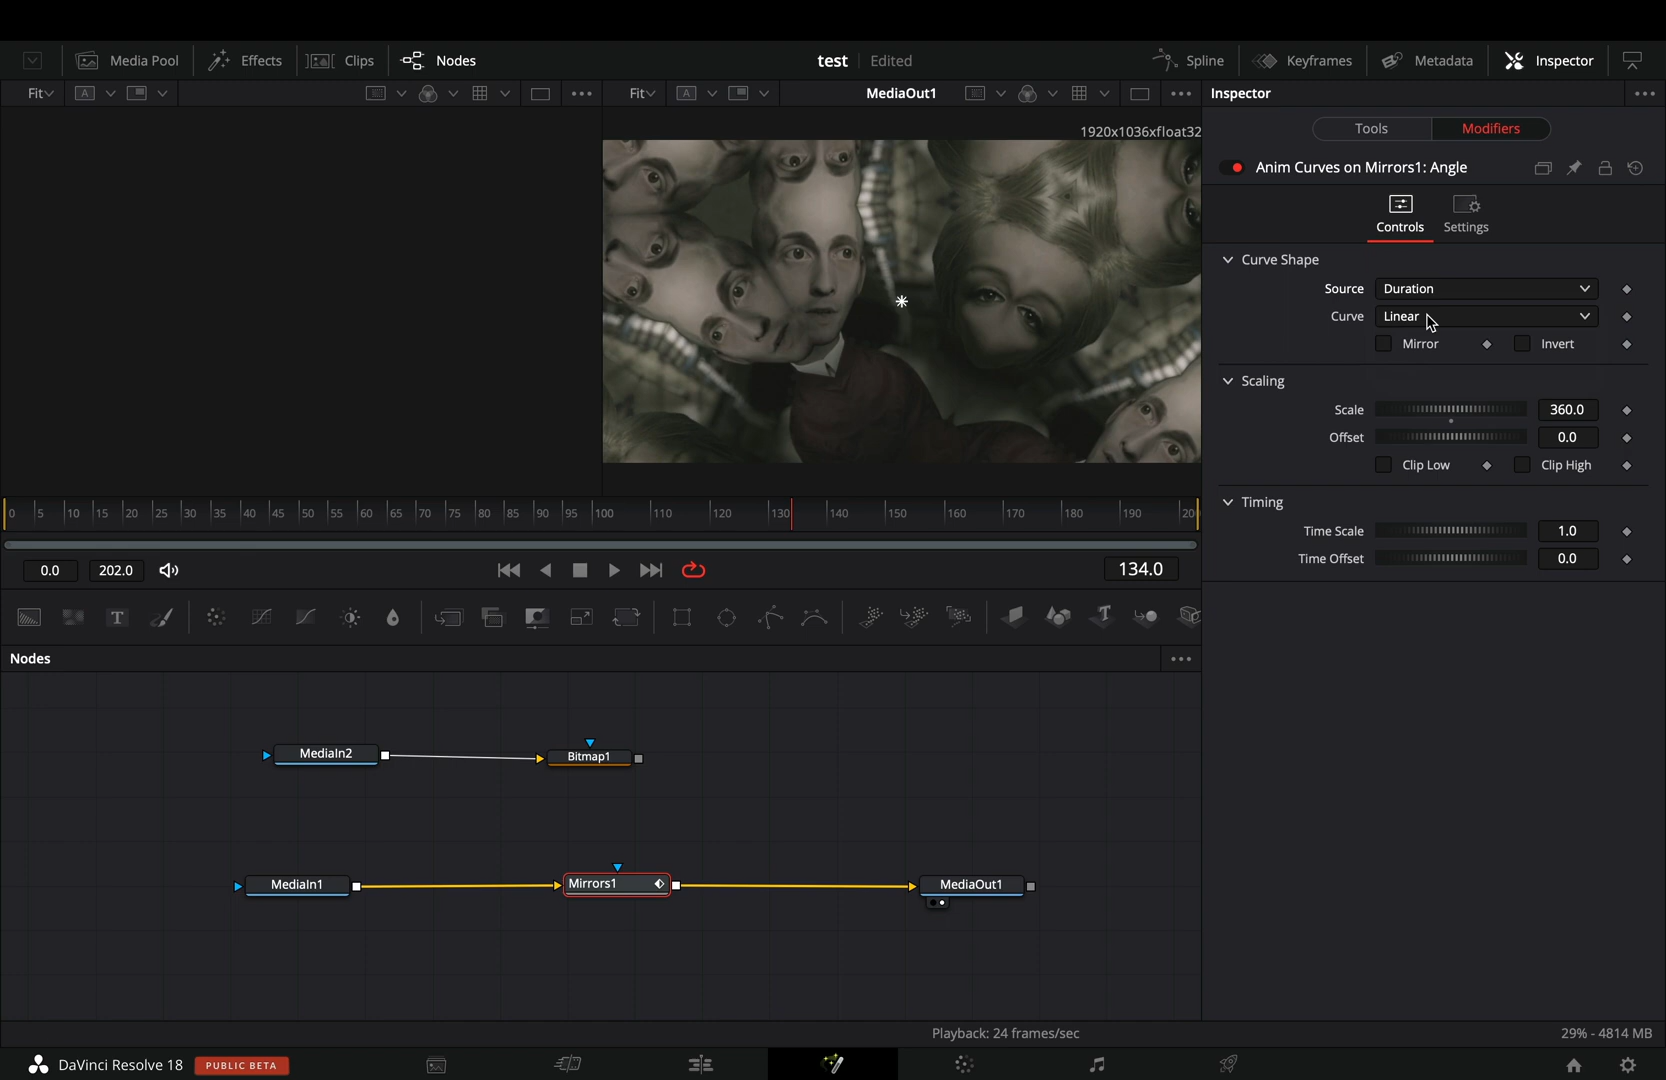 Media Pool Effects Clips Nodes test Edited Spline Keyframes Metadata Inspector
Fit A Fit A MediaOut1 Inspector
1920x1036xfloat32
Tools Modifiers
Anim Curves on Mirrors1: Angle
Controls Settings
Curve Shape
Source Duration
Curve Linear
Mirror Invert
Scaling
Scale 360.0
Offset 0.0
Clip Low Clip High
Timing
Time Scale 1.0
Time Offset 0.0
0 5 10 15 20 25 30 35 40 45 50 55 60 65 70 75 80 85 90 95 100 110 120 130 140 150 160 170 180 190 20
0.0 202.0 134.0
T T
Nodes
MediaIn2 Bitmap1
MediaIn1 Mirrors1 MediaOut1
Playback: 24 frames/sec 29% - 4814 MB
DaVinci Resolve 18 PUBLIC BETA